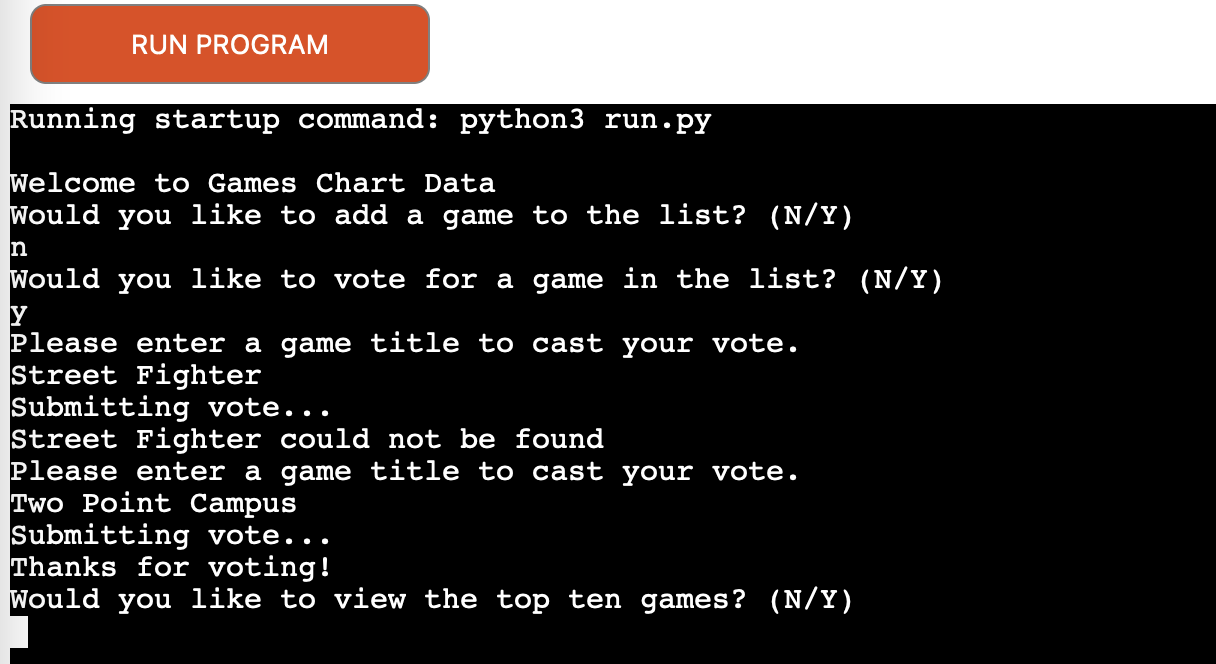 RUN PROGRAM
Running startup command: python3 run.py
Welcome to Games Chart Data
Would you like to add a game to the list? (N/Y)
n
Would you like to vote for a game in the list? (N/Y)
y
Please enter a game title to cast your vote.
Street Fighter
Submitting vote...
Street Fighter could not be found
Please enter a game title to cast your vote.
Two Point Campus
Submitting vote...
Thanks for voting!
Would you like to view the top ten games? (N/Y)